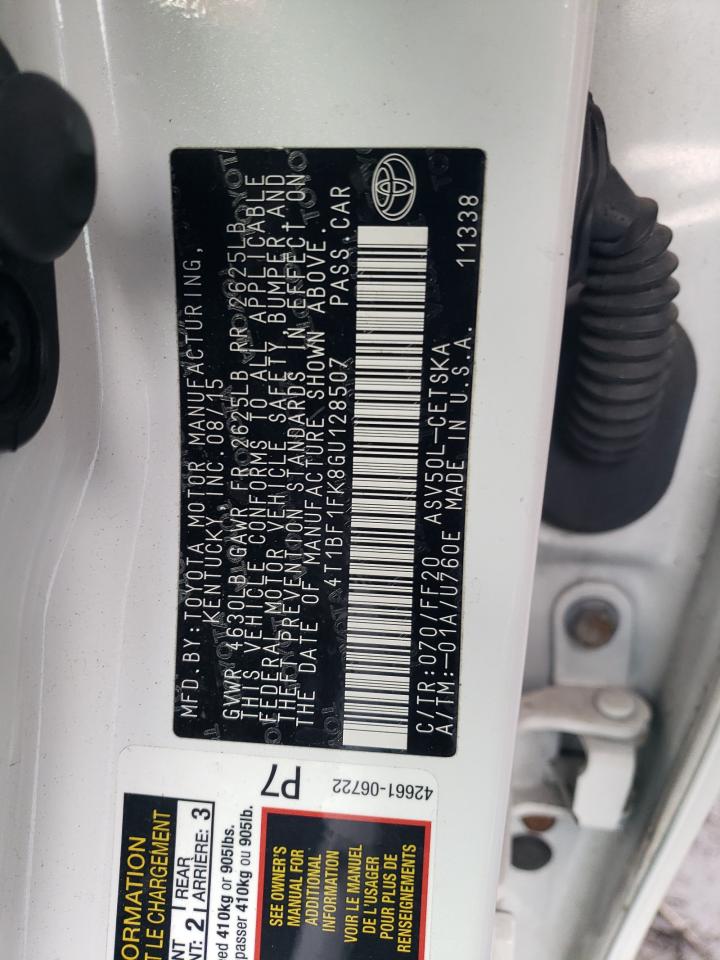 MFD. BY: TOYOTA MOTOR MANUFACTURING,
KENTUCKY, INC. 08/15
GVWR 4630LB GAWR FR 2625LB RR 2625LB
THIS VEHICLE CONFORMS TO ALL APPLICABLE
FEDERAL MOTOR VEHICLE SAFETY BUMPER AND
THEFT PREVENTION STANDARDS IN EFFECT ON
THE DATE OF MANUFACTURE SHOWN ABOVE.
4T1BF1FK8GU128507 PASS. CAR
C/TR:070/FF20 ASV50L-CETSKA
A/TM:-01A/U760E MADE IN U.S.A. 11338
P7
42661-06722
ORMATION
T LE CHARGEMENT
NT 2 REAR
NT: ARRIÈRE: 3
eed 410kg or 905lbs.
passer 410kg ou 905lb.
SEE OWNER'S
MANUAL FOR
ADDITIONAL
INFORMATION
VOIR LE MANUEL
DE L'USAGER
POUR PLUS DE
RENSEIGNEMENTS